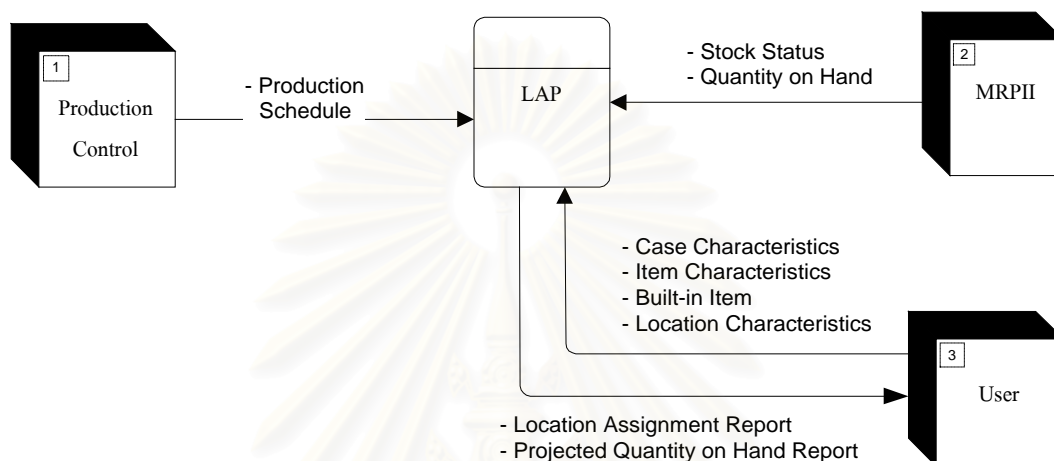 1
Production
Control
- Production
Schedule
LAP
- Stock Status
- Quantity on Hand
2
MRPII
- Case Characteristics
- Item Characteristics
- Built-in Item
- Location Characteristics
3
User
- Location Assignment Report
- Projected Quantity on Hand Report